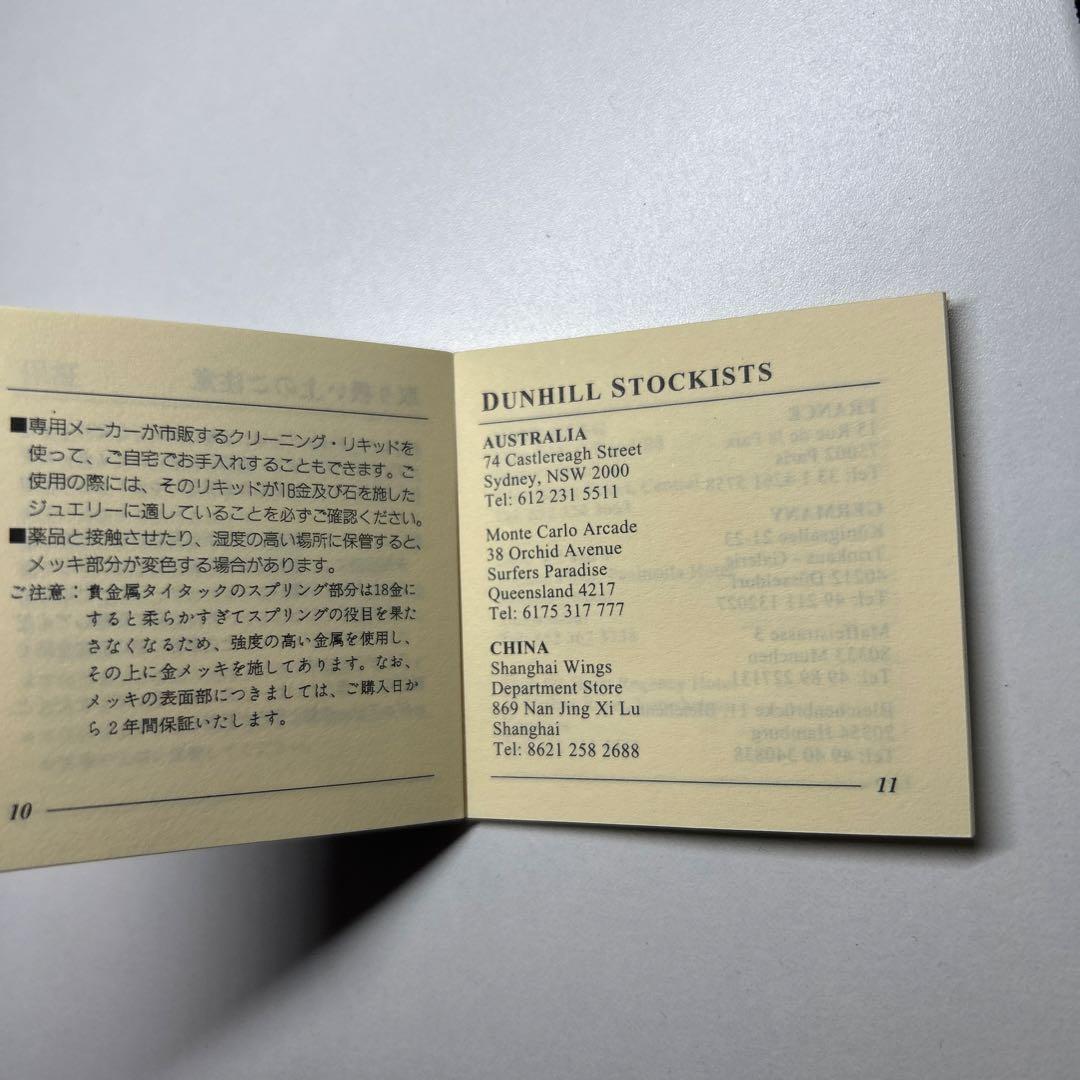 ■専用メーカーが市販するクリーニング・リキッドを
使って、ご自宅でお手入れすることもできます。ご
使用の際には、そのリキッドが18金及び石を施した
ジュエリーに適していることを必ずご確認ください。
■薬品と接触させたり、湿度の高い場所に保管すると、
メッキ部分が変色する場合があります。
ご注意：貴金属タイタックのスプリング部分は18金に
すると柔らかすぎてスプリングの役目を果た
さなくなるため、強度の高い金属を使用し、
その上に金メッキを施してあります。なお、
メッキの表面部につきましては、ご購入日か
ら2年間保証いたします。
10
DUNHILL STOCKISTS
AUSTRALIA
74 Castlereagh Street
Sydney, NSW 2000
Tel: 612 231 5511
Monte Carlo Arcade
38 Orchid Avenue
Surfers Paradise
Queensland 4217
Tel: 6175 317 777
CHINA
Shanghai Wings
Department Store
869 Nan Jing Xi Lu
Shanghai
Tel: 8621 258 2688
11